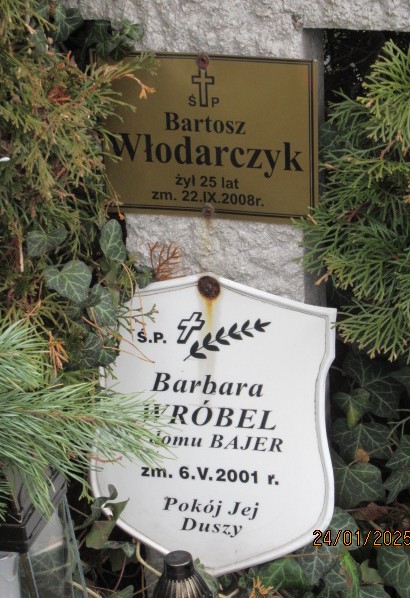 Ś P
Bartosz
Włodarczyk
żył 25 lat
zm. 22.IX.2008r.
Ś.P.
Barbara
WRÓBEL
domu BAJER
zm. 6.V.2001 r.
Pokój Jej
Duszy
24/01/2025